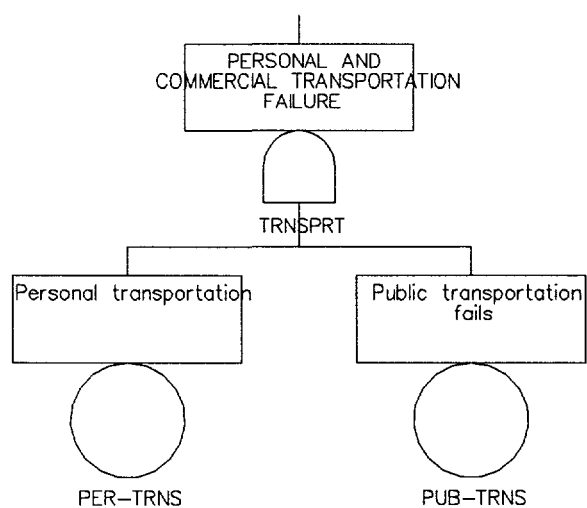 PERSONAL AND
COMMERCIAL TRANSPORTATION
FAILURE
TRNSPRT
Personal transportation
Public transportation
fails
PER-TRNS
PUB-TRNS